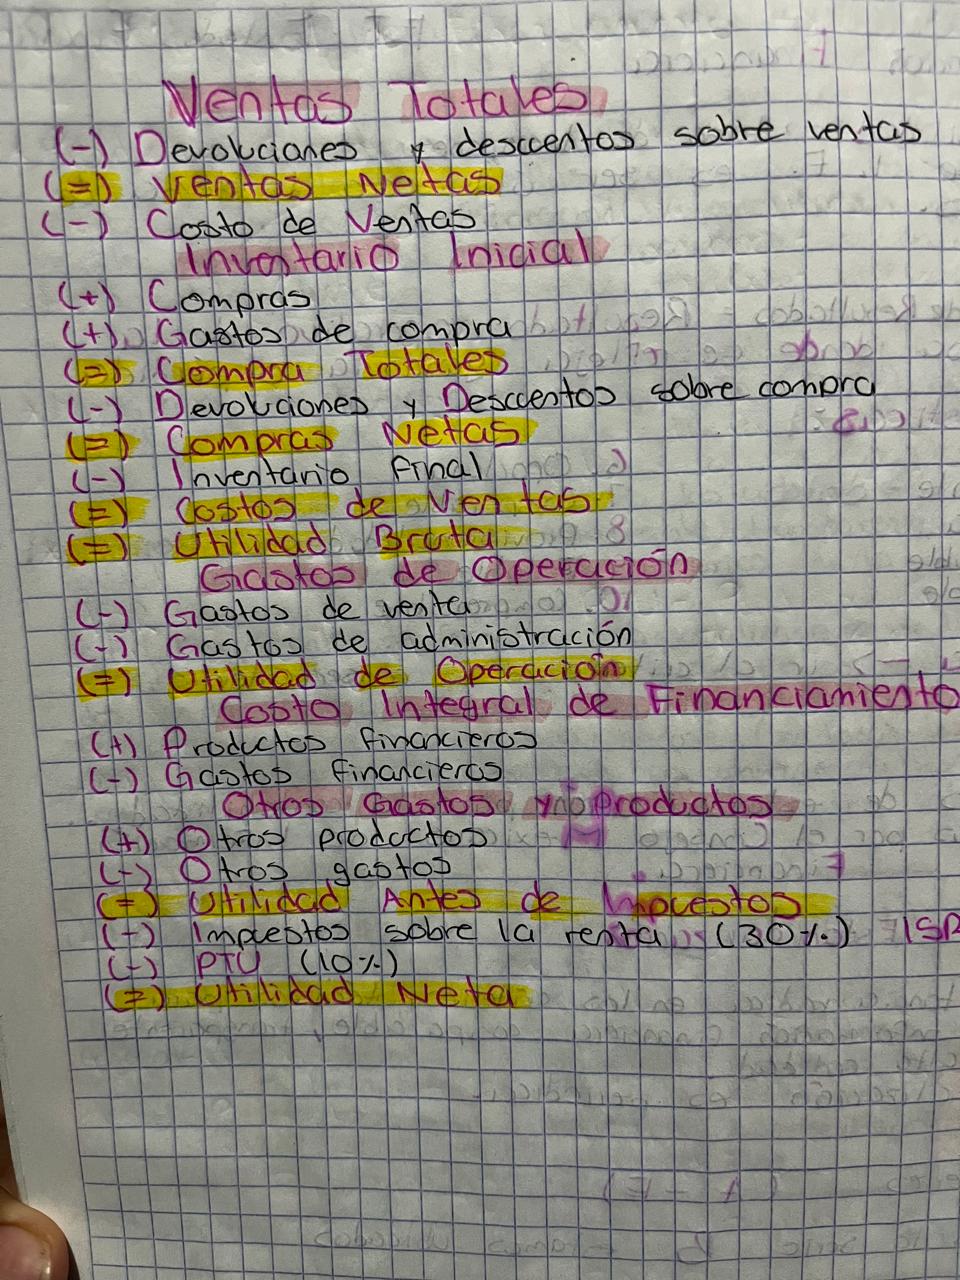 Ventas Totales
(-) Devoluciones y descuentos sobre ventas
(=) Ventas Netas
(-) Costo de Ventas
Inventario Inicial
(+) Compras
(+) Gastos de compra
(=) Compra Totales
(-) Devoluciones y Descuentos sobre compra
(=) Compras Netas
(-) Inventario final
(=) Costos de Ventas
(=) Utilidad Bruta
Gastos de Operación
(-) Gastos de venta
(-) Gastos de administración
(=) Utilidad de Operación
Costo Integral de Financiamiento
(+) Productos financieros
(-) Gastos financieros
Otros Gastos y productos
(+) Otros productos
(-) Otros gastos
(=) Utilidad Antes de Impuestos
(-) Impuestos sobre la renta (30%) ISR
(-) PTU (10%)
(=) Utilidad Neta